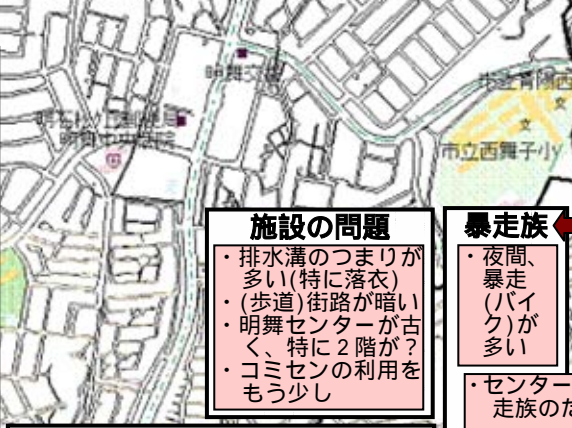 市立西舞子小
文
文
施設の問題
・排水溝のつまりが
多い(特に落衣)
・(歩道)街路が暗い
・明舞センターが古
く、特に２階が？
・コミセンの利用を
もう少し
暴走族
・夜間、
暴走
(バイ
ク)が
多い
・センター
走族のた